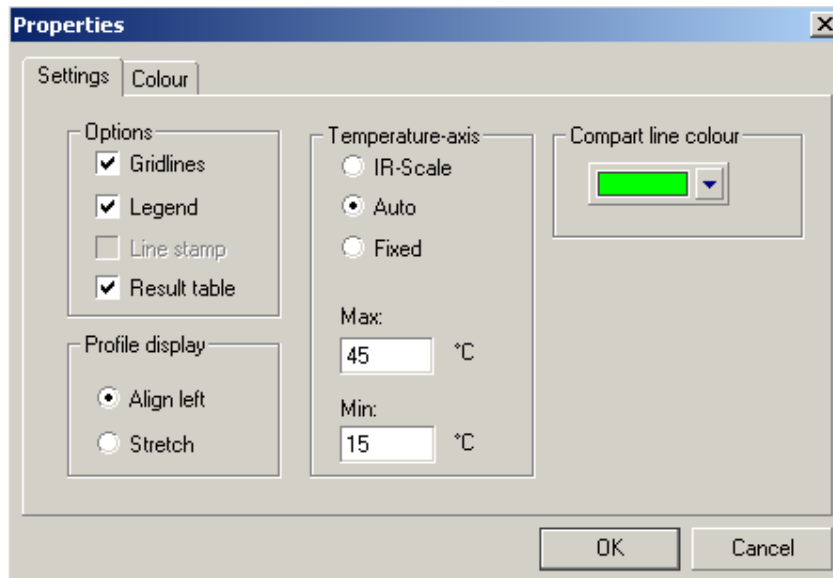 Properties
Settings
Colour
Options
Gridlines
Legend
Line stamp
Result table
Profile display
Align left
Stretch
Temperature-axis
IR-Scale
Auto
Fixed
Max:
45 °C
Min:
15 °C
Compart line colour
OK
Cancel